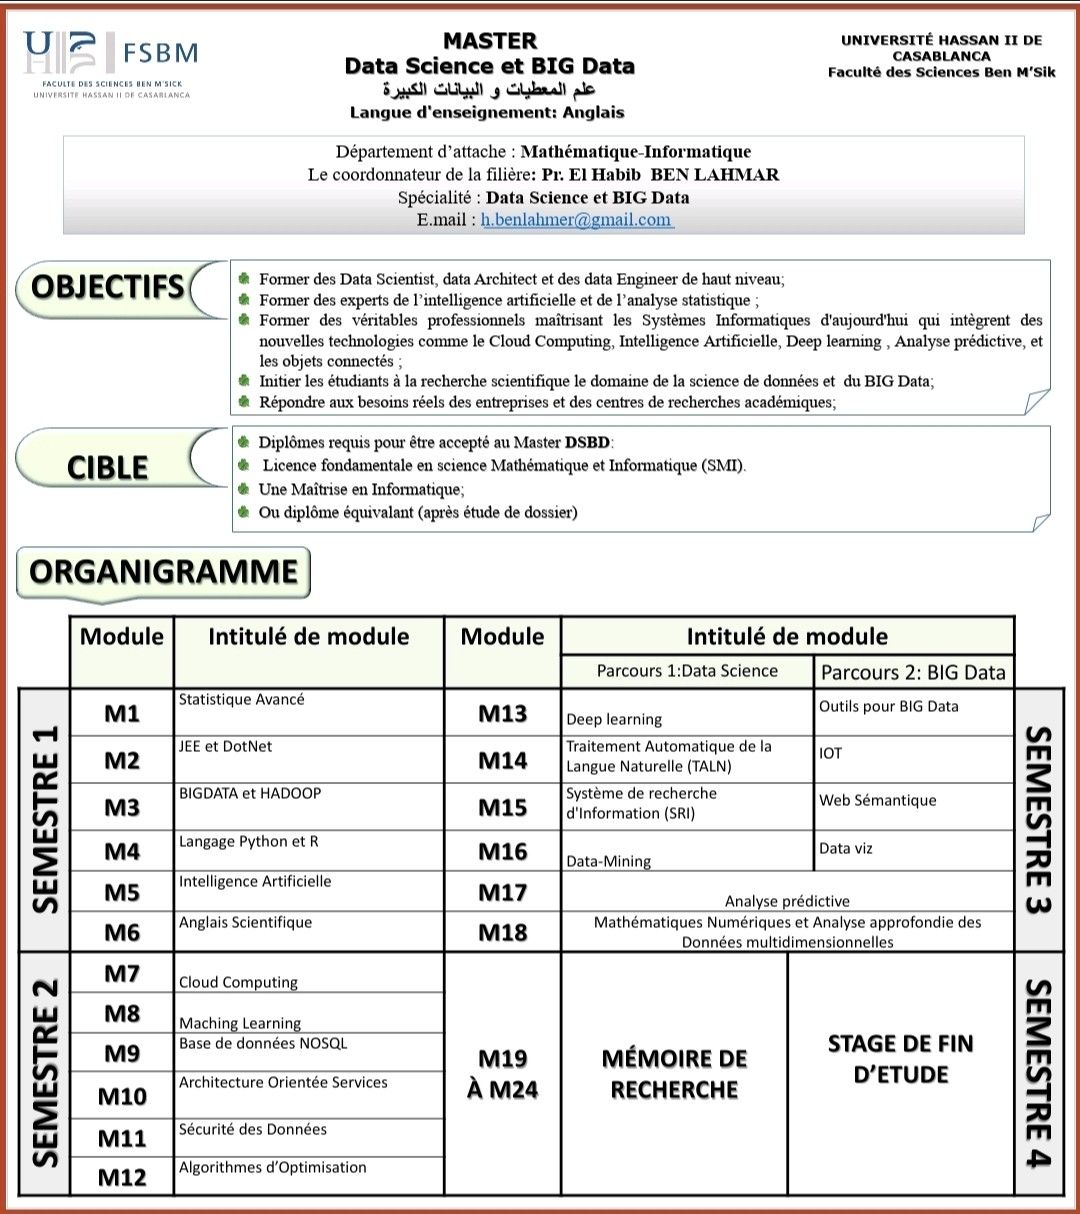 FSBM
FACULTÉ DES SCIENCES BEN M'SICK
UNIVERSITÉ HASSAN II DE CASABLANCA
MASTER
Data Science et BIG Data
علم المعطيات و البيانات الكبيرة
Langue d'enseignement: Anglais
UNIVERSITÉ HASSAN II DE
CASABLANCA
Faculté des Sciences Ben M'Sik
Département d'attache : Mathématique-Informatique
Le coordonnateur de la filière: Pr. El Habib BEN LAHMAR
Spécialité : Data Science et BIG Data
E.mail : h.benlahmer@gmail.com
OBJECTIFS
Former des Data Scientist, data Architect et des data Engineer de haut niveau;
Former des experts de l'intelligence artificielle et de l'analyse statistique ;
Former des véritables professionnels maîtrisant les Systèmes Informatiques d'aujourd'hui qui intègrent des
nouvelles technologies comme le Cloud Computing, Intelligence Artificielle, Deep learning , Analyse prédictive, et
les objets connectés ;
Initier les étudiants à la recherche scientifique le domaine de la science de données et du BIG Data;
Répondre aux besoins réels des entreprises et des centres de recherches académiques;
CIBLE
Diplômes requis pour être accepté au Master DSBD:
Licence fondamentale en science Mathématique et Informatique (SMI).
Une Maîtrise en Informatique;
Ou diplôme équivalant (après étude de dossier)
ORGANIGRAMME
Module
Intitulé de module
Module
Intitulé de module
Parcours 1:Data Science
Parcours 2: BIG Data
SEMESTRE 1
M1
Statistique Avancé
M2
JEE et DotNet
M3
BIGDATA et HADOOP
M4
Langage Python et R
M5
Intelligence Artificielle
M6
Anglais Scientifique
SEMESTRE 2
M7
Cloud Computing
M8
Maching Learning
M9
Base de données NOSQL
M10
Architecture Orientée Services
M11
Sécurité des Données
M12
Algorithmes d'Optimisation
M13
Deep learning
Outils pour BIG Data
M14
Traitement Automatique de la
Langue Naturelle (TALN)
IOT
M15
Système de recherche
d'Information (SRI)
Web Sémantique
M16
Data-Mining
Data viz
M17
Analyse prédictive
M18
Mathématiques Numériques et Analyse approfondie des
Données multidimensionnelles
SEMESTRE 3
M19
À M24
MÉMOIRE DE
RECHERCHE
STAGE DE FIN
D'ETUDE
SEMESTRE 4